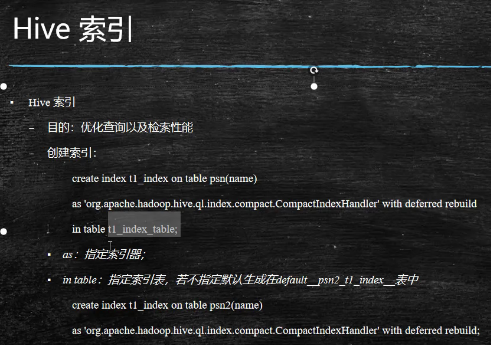 Hive 索引
Hive 索引
目的：优化查询以及检索性能
创建索引：
create index t1_index on table psn(name)
as 'org.apache.hadoop.hive.ql.index.compact.CompactIndexHandler' with deferred rebuild
in table t1_index_table;
as：指定索引器；
in table：指定索引表，若不指定默认生成在default__psn2_t1_index__表中
create index t1_index on table psn2(name)
as 'org.apache.hadoop.hive.ql.index.compact.CompactIndexHandler' with deferred rebuild;